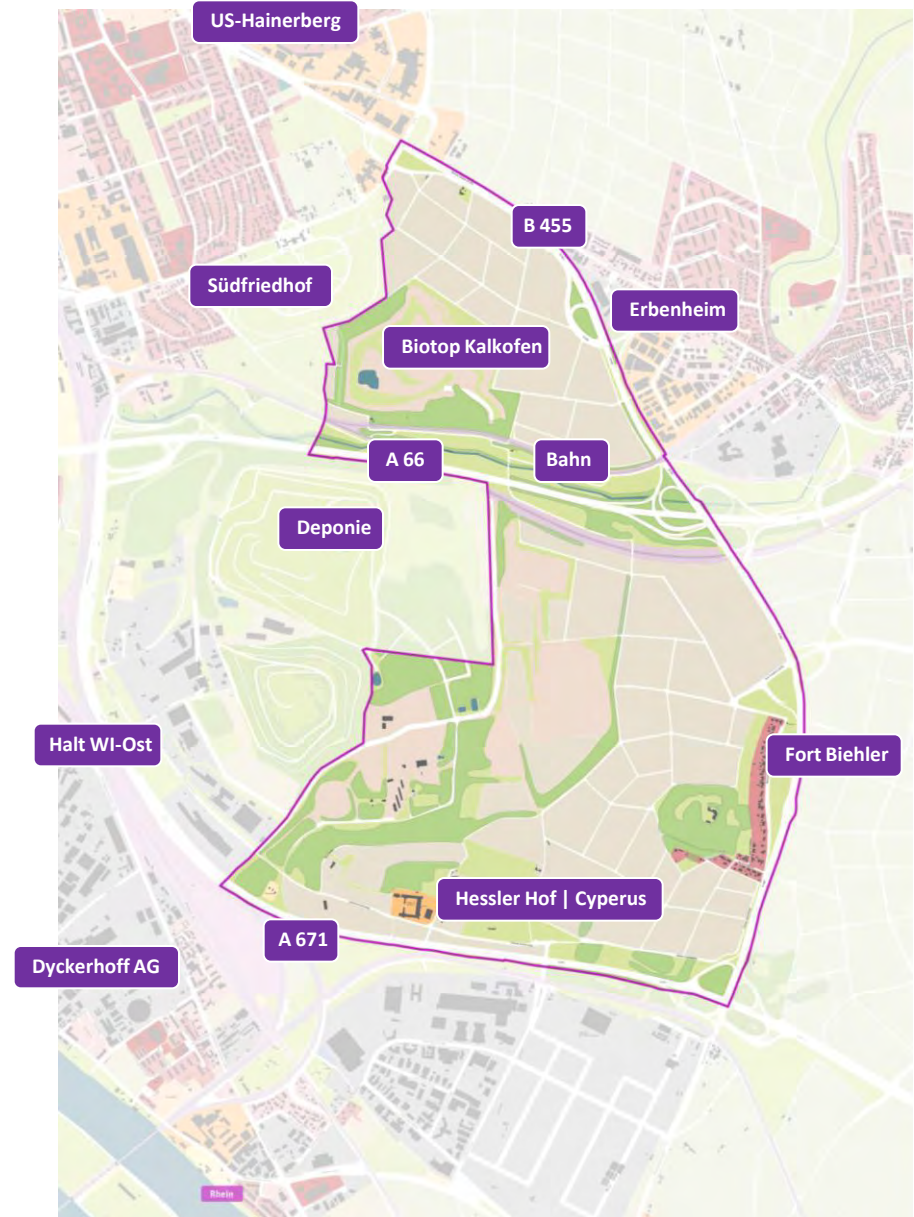 US-Hainerberg
B 455
Südfriedhof
Erbenheim
Biotop Kalkofen
A 66
Bahn
Deponie
Halt WI-Ost
Fort Biehler
Hessler Hof | Cyperus
A 671
Dyckerhoff AG
Rhein